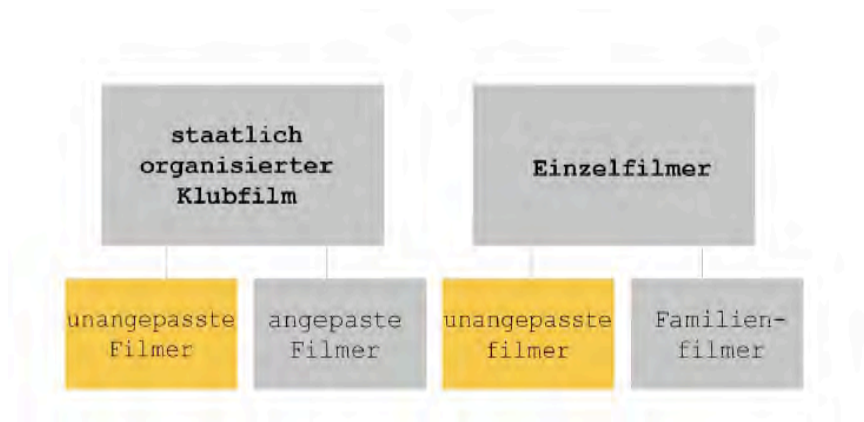 staatlich
organisierter
Klubfilm
Einzelfilmer
unangepasste
Filmer
angepaste
Filmer
unangepasste
filmer
Familien-
filmer